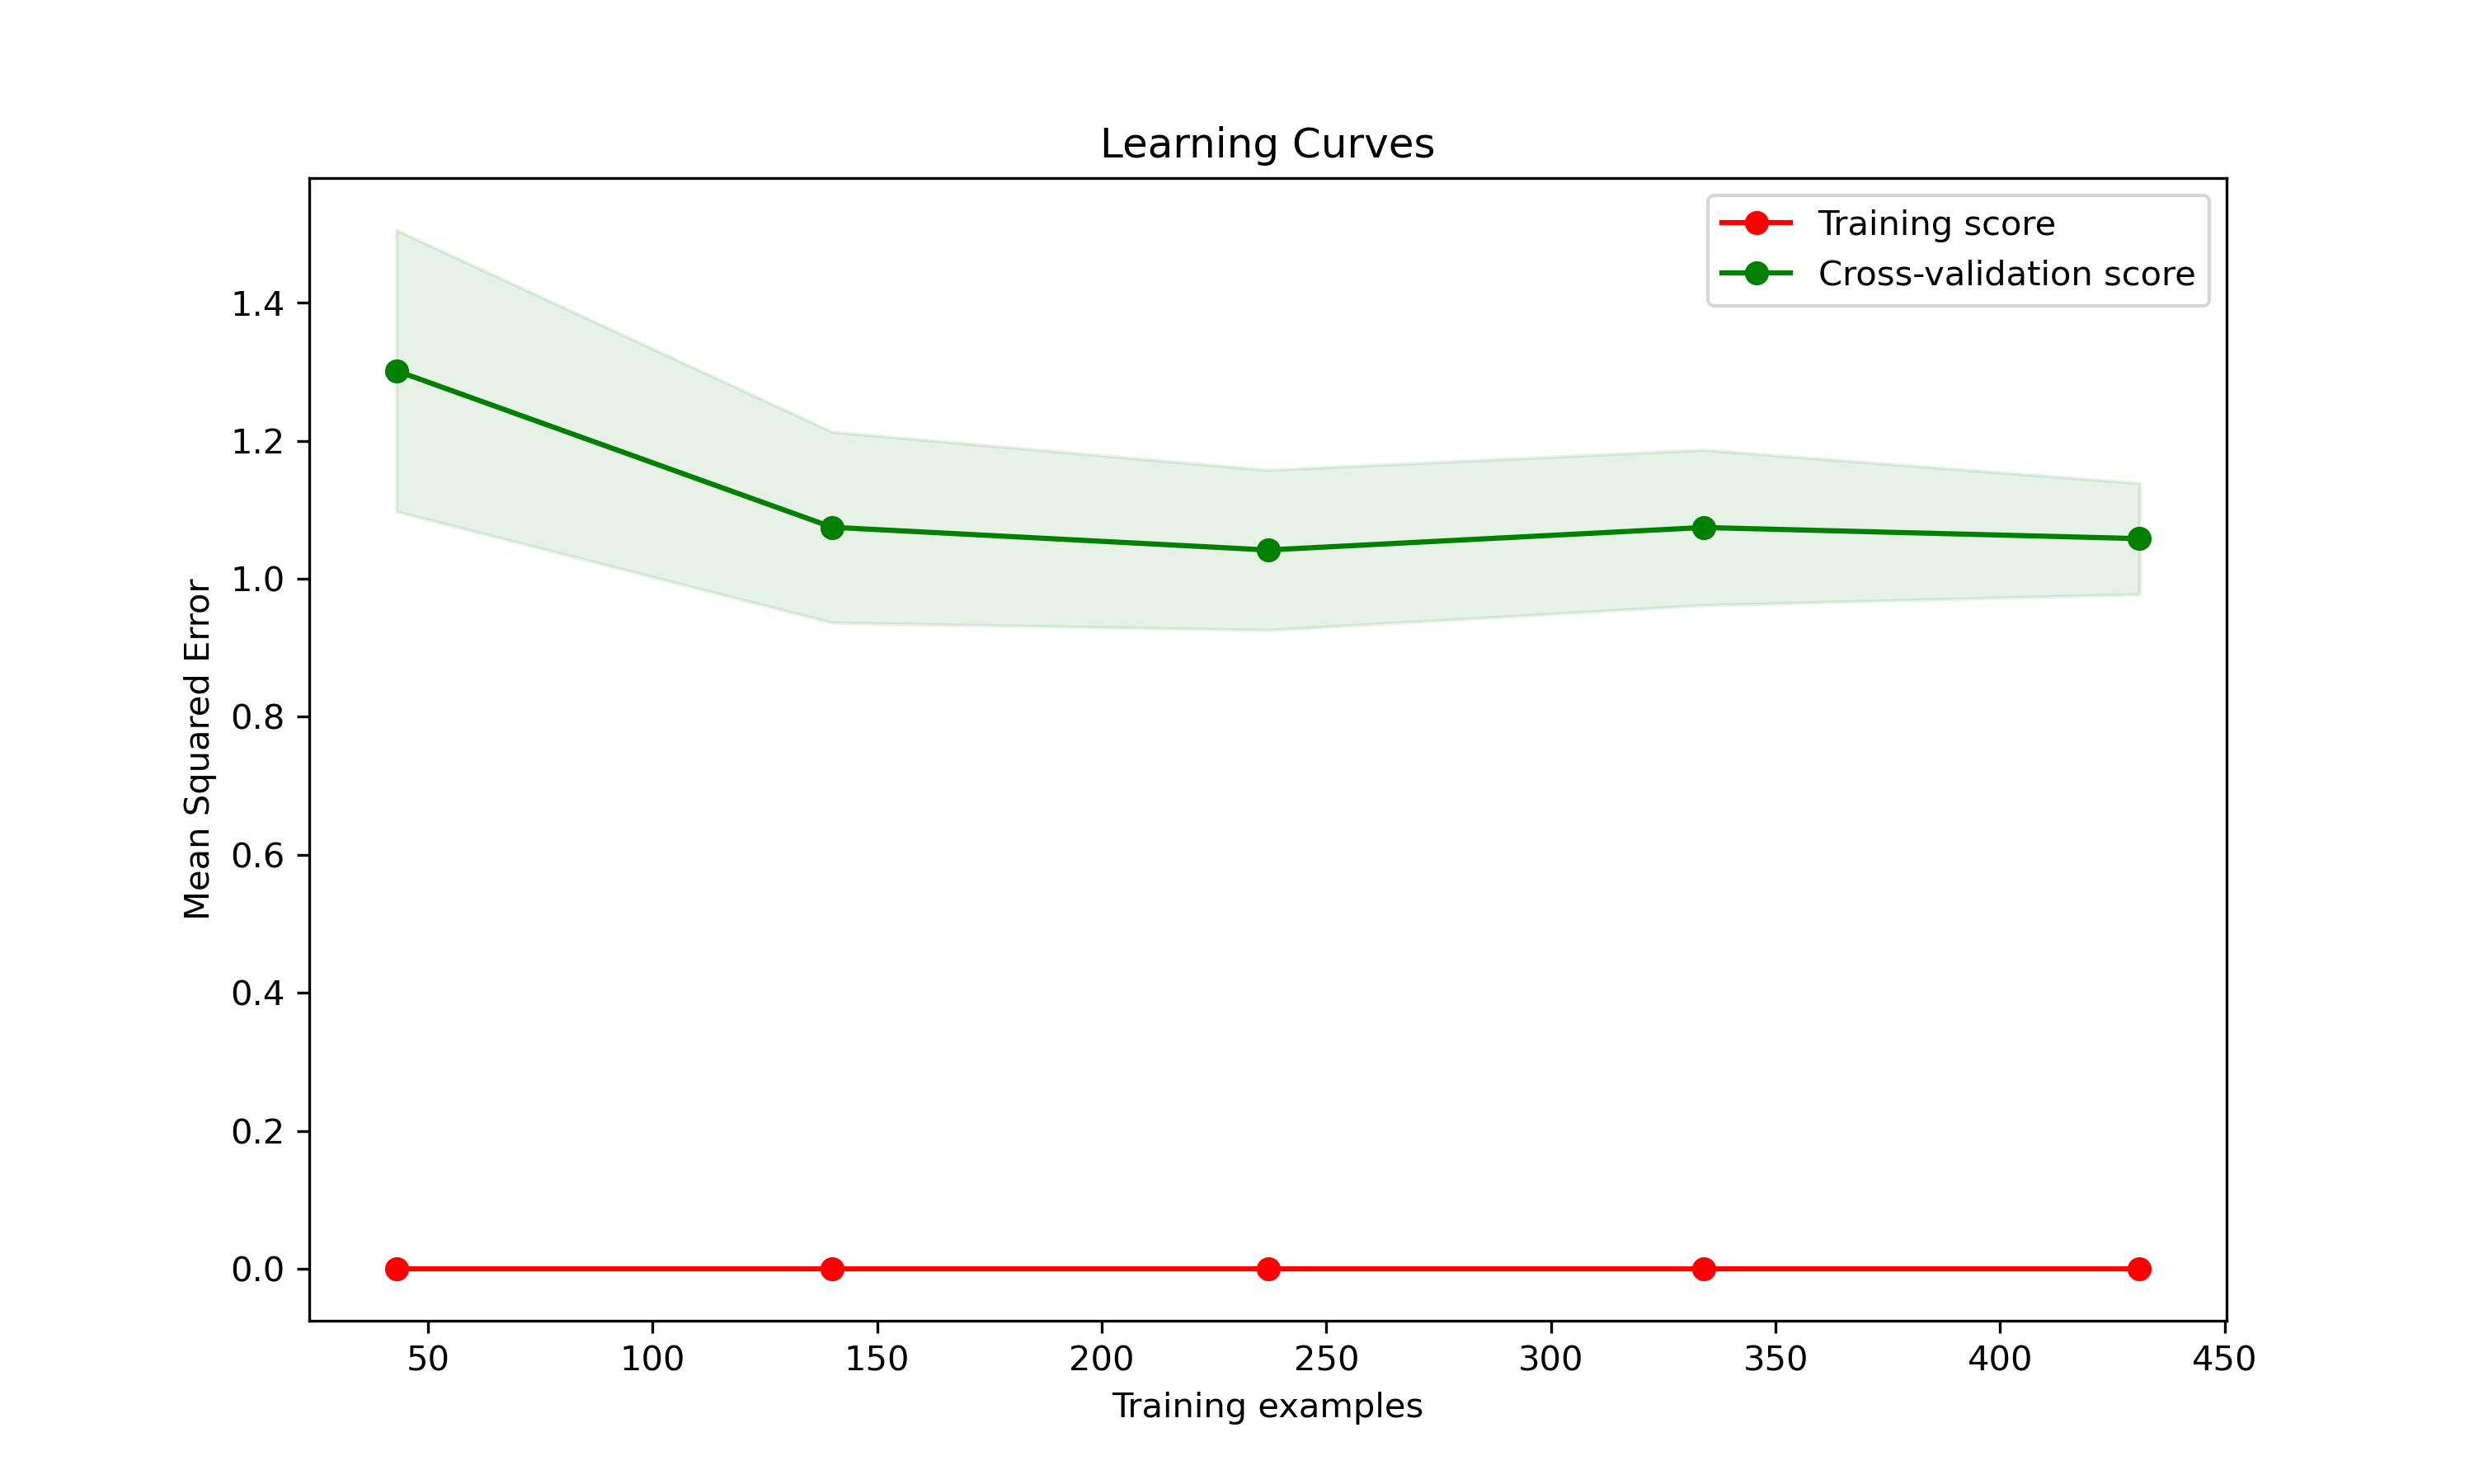 Learning Curves
Training score
Cross-validation score
Mean Squared Error
1.4
1.2
1.0
0.8
0.6
0.4
0.2
0.0
50 100 150 200 250 300 350 400 450
Training examples